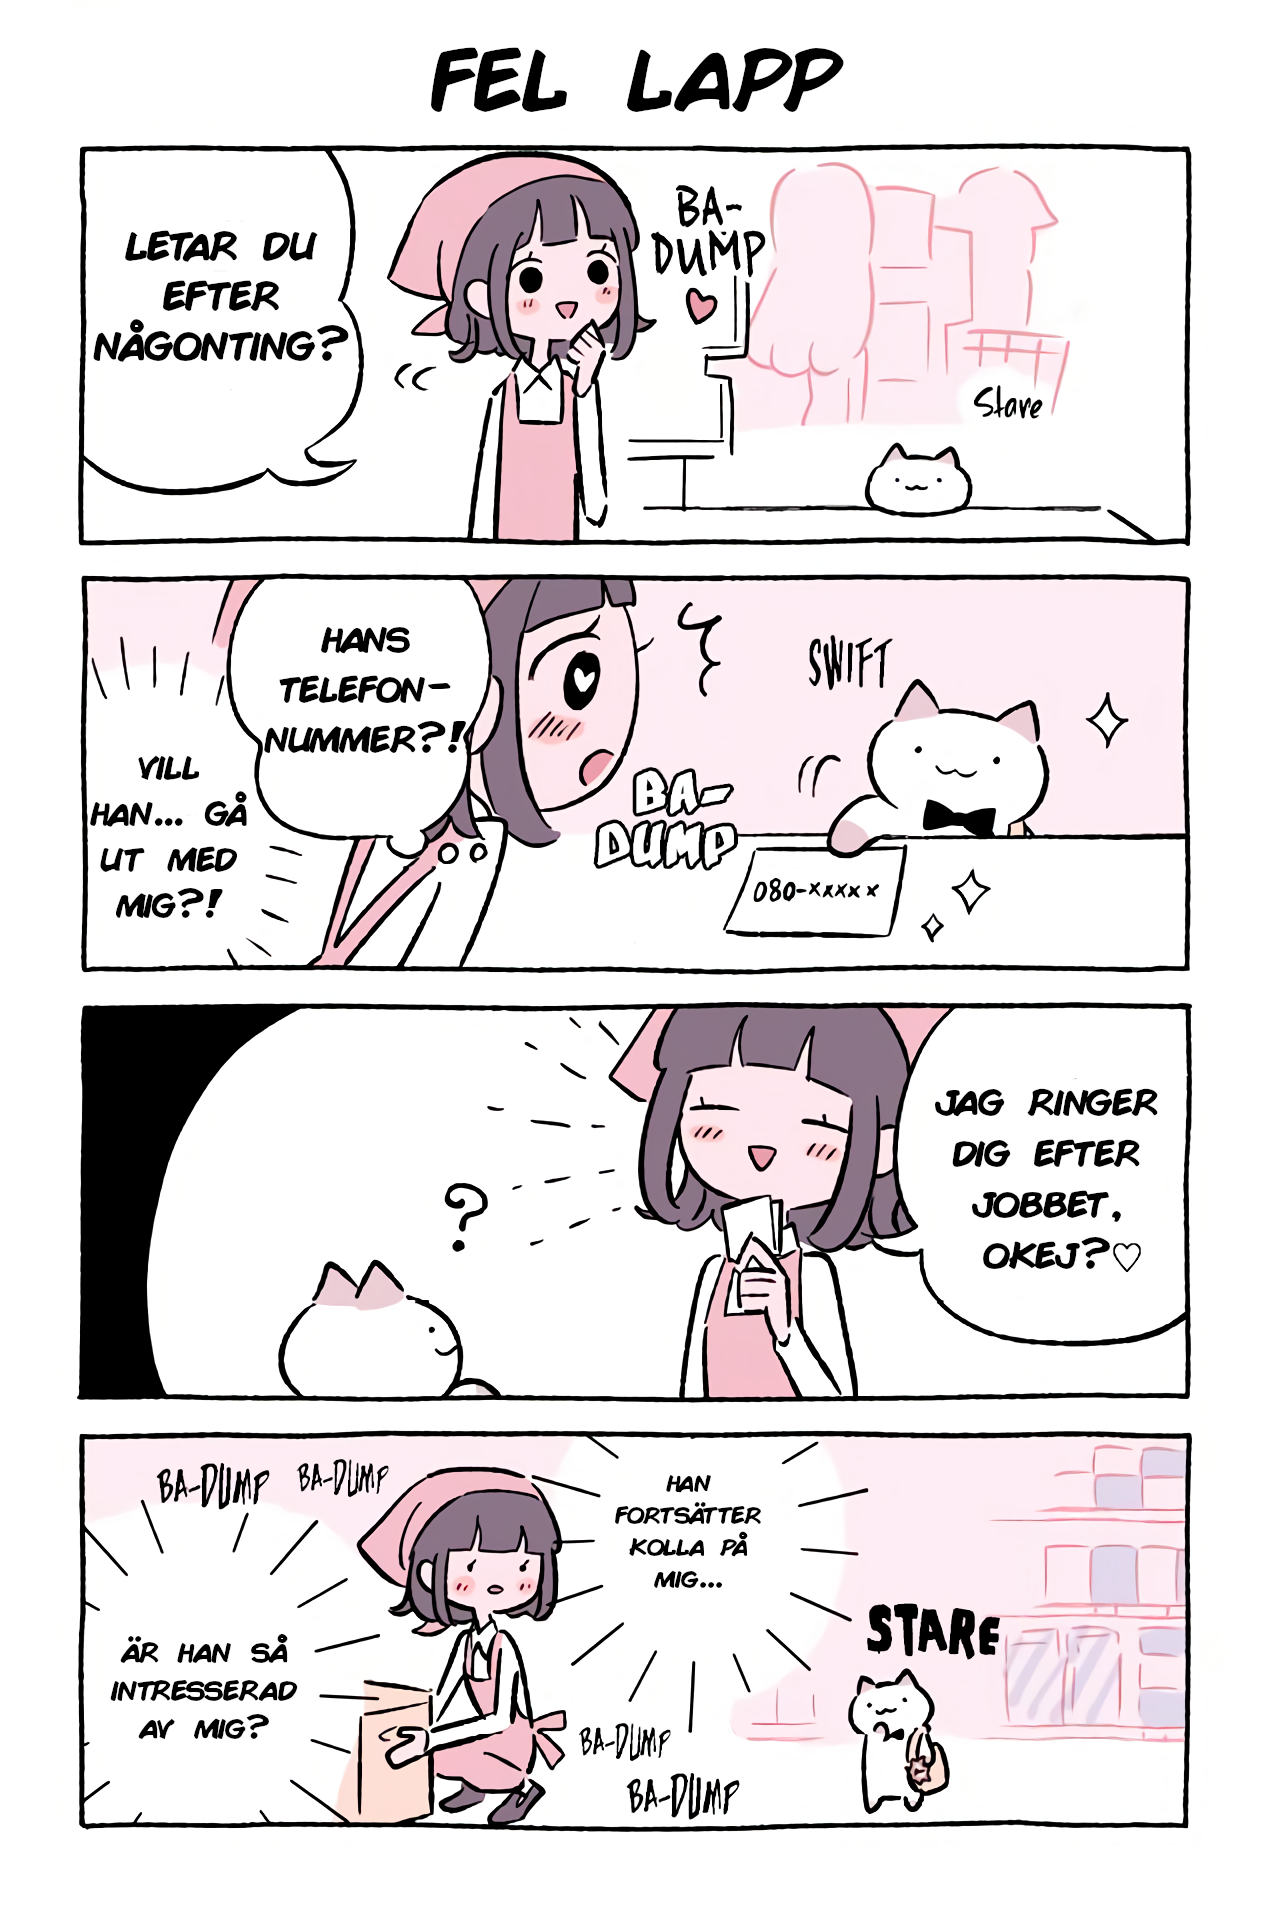 FEL LAPP
LETAR DU
EFTER
NÅGONTING?
BA-
DUMP
Stare
HANS
TELEFON-
NUMMER?!
VILL
HAN... GÅ
UT MED
MIG?!
SWIFT
BA-
DUMP
080-xxxxx
?
JAG RINGER
DIG EFTER
JOBBET,
OKEJ?♡
BA-DUMP
BA-DUMP
HAN
FORTSÄTTER
KOLLA PÅ
MIG...
ÄR HAN SÅ
INTRESSERAD
AV MIG?
STARE
BA-DUMP
BA-DUMP